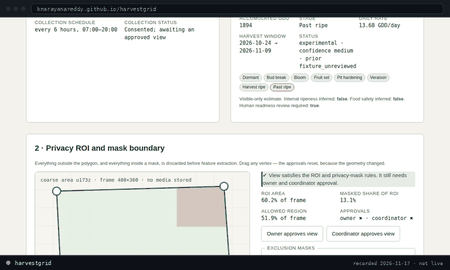 knarayanareddy.github.io/harvestgrid
COLLECTION SCHEDULE
every 6 hours, 07:00–20:00
COLLECTION STATUS
Consented; awaiting an
approved view
ACCUMULATED GDD
1894
STAGE
Past ripe
DAILY RATE
13.68 GDD/day
HARVEST WINDOW
2026-10-24 →
2026-11-09
STATUS
experimental ·
confidence medium
· prior
fixture_unreviewed
Dormant
Bud break
Bloom
Fruit set
Pit hardening
Veraison
Harvest ripe
Past ripe
Visible-only estimate. Internal ripeness inferred: false. Food safety inferred: false.
Human readiness review required: true.
2 · Privacy ROI and mask boundary
Everything outside the polygon, and everything inside a mask, is discarded before feature extraction. Drag any vertex — the approvals reset, because the geometry changed.
coarse area u173z · frame 480×360 · no media stored
✓ View satisfies the ROI and privacy-mask rules. It still needs
owner and coordinator approval.
ROI AREA
60.2% of frame
MASKED SHARE OF ROI
13.1%
ALLOWED REGION
51.9% of frame
APPROVALS
owner ✖ · coordinator ✖
Owner approves view
Coordinator approves view
EXCLUSION MASKS
harvestgrid
recorded 2026-11-17 · not live